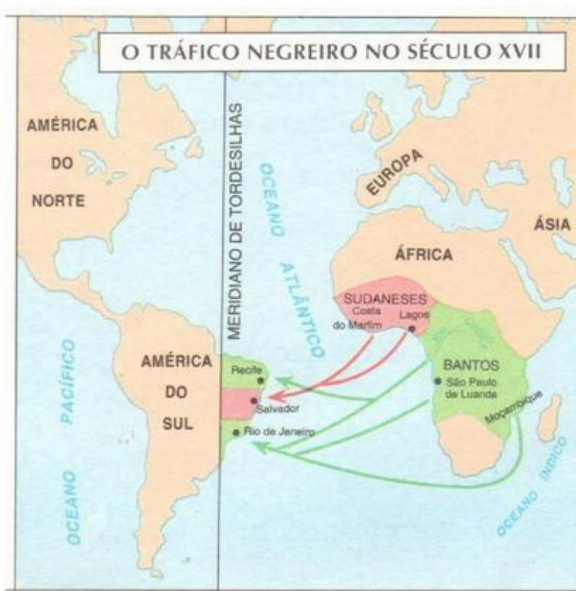 O TRÁFICO NEGREIRO NO SÉCULO XVII
AMÉRICA
DO
NORTE
MERIDIANO DE TORDESILHAS
OCEANO ATLÂNTICO
EUROPA
ÁSIA
ÁFRICA
SUDANESES
Costa
do Marfim
Lagos
BANTOS
São Paulo
de Luanda
Moçambique
AMÉRICA
DO
SUL
Recife
Salvador
Rio de Janeiro
OCEANO PACÍFICO
OCEANO ÍNDICO